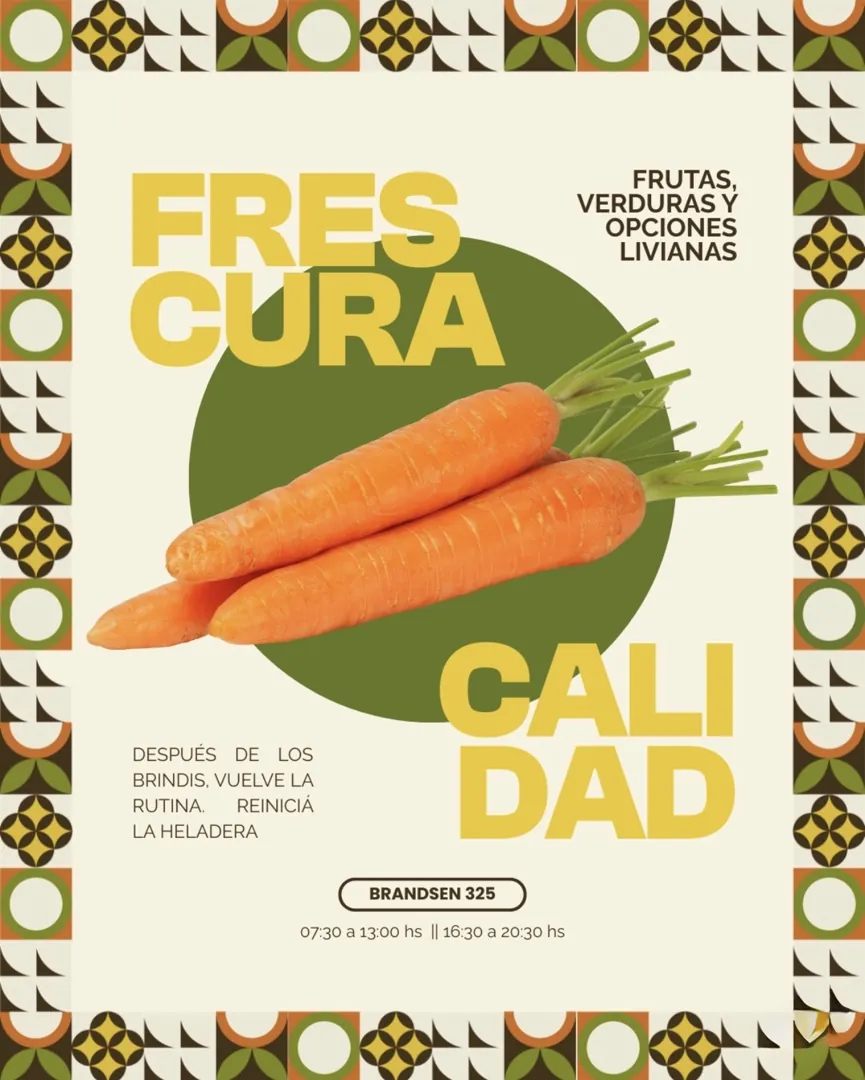 FRES
CURA
FRUTAS,
VERDURAS Y
OPCIONES
LIVIANAS
CALI
DAD
DESPUÉS DE LOS
BRINDIS, VUELVE LA
RUTINA. REINICIÁ
LA HELADERA
BRANDSEN 325
07:30 a 13:00 hs || 16:30 a 20:30 hs